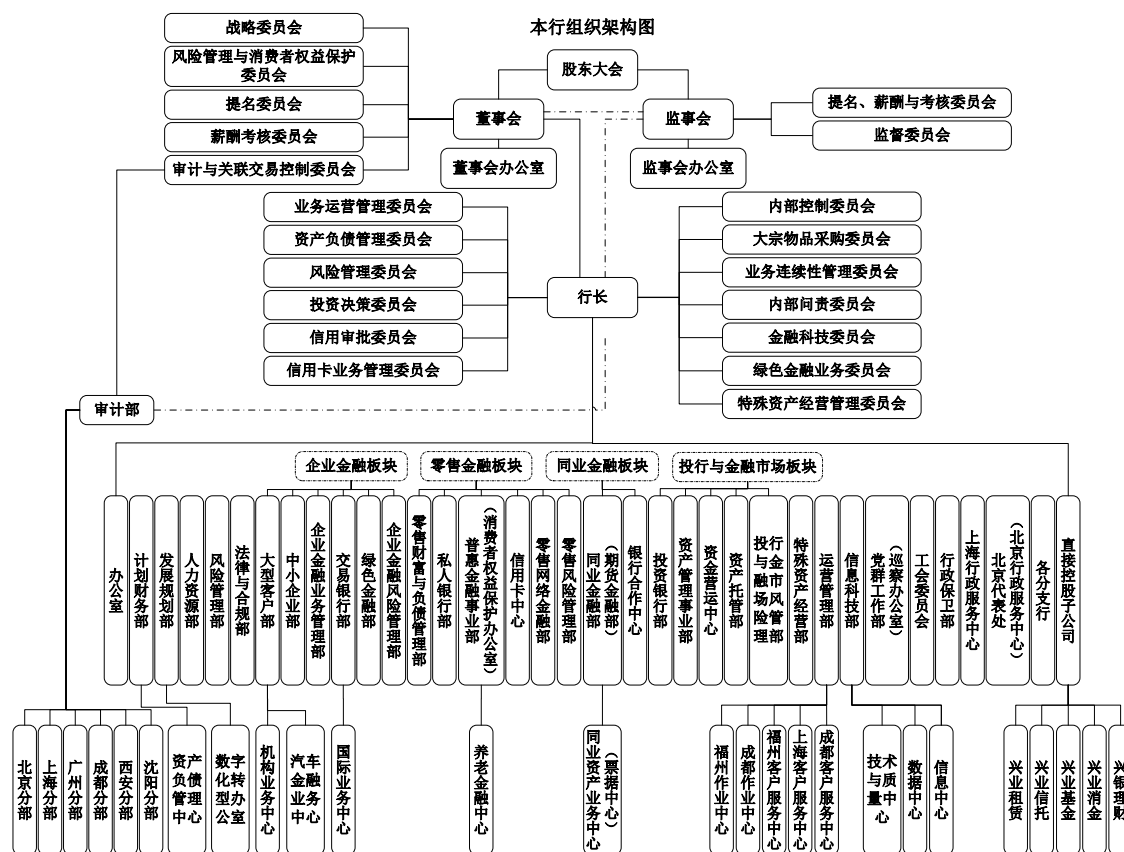 本行组织架构图
股东大会
董事会
监事会
董事会办公室
监事会办公室
战略委员会
风险管理与消费者权益保护
委员会
提名委员会
薪酬考核委员会
审计与关联交易控制委员会
提名、薪酬与考核委员会
监督委员会
行长
业务运营管理委员会
资产负债管理委员会
风险管理委员会
投资决策委员会
信用审批委员会
信用卡业务管理委员会
内部控制委员会
大宗物品采购委员会
业务连续性管理委员会
内部问责委员会
金融科技委员会
绿色金融业务委员会
特殊资产经营管理委员会
审计部
企业金融板块
零售金融板块
同业金融板块
投行与金融市场板块
办公室
计划财务部
发展规划部
人力资源部
风险管理部
法律与合规部
大型客户部
中小企业部
企业金融业务管理部
交易银行部
绿色金融部
企业金融风险管理部
零售财富与负债管理部
私人银行部
普惠金融事业部
（消费者权益保护办公室）
信用卡中心
零售网络金融部
零售风险管理部
同业金融部
（期货金融部）
银行合作中心
投资银行部
资产管理事业部
资金营运中心
资产托管部
投行与金融市场风险管理部
特殊资产经营部
运营管理部
信息科技部
党群工作部
（巡察办公室）
工会委员会
行政保卫部
上海行政服务中心
北京代表处
（北京行政服务中心）
各分支行
直接控股子公司
北京分部
上海分部
广州分部
成都分部
西安分部
沈阳分部
资产负债管理中心
数字化转型办公室
机构业务中心
汽车金融业务中心
国际业务中心
养老金融中心
同业资产业务中心
（票据中心）
福州作业中心
成都作业中心
福州客户服务中心
上海客户服务中心
成都客户服务中心
技术与质量中心
数据中心
信息中心
兴业租赁
兴业信托
兴业基金
兴业消金
兴银理财